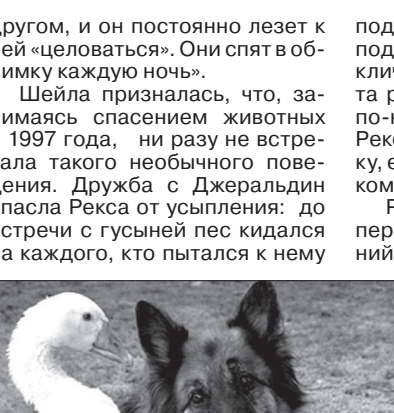 другом, и он постоянно лезет к
ей «целоваться». Они спят в об-
нимку каждую ночь».
Шейла призналась, что, за-
нимаясь спасением животных
с 1997 года, ни разу не встре-
чала такого необычного пове-
дения. Дружба с Джеральдин
спасла Рекса от усыпления: до
встречи с гусыней пес кидался
на каждого, кто пытался к нему
под
под
клич
та р
по-н
Рекс
ку, е
ком
Р
пер
ний